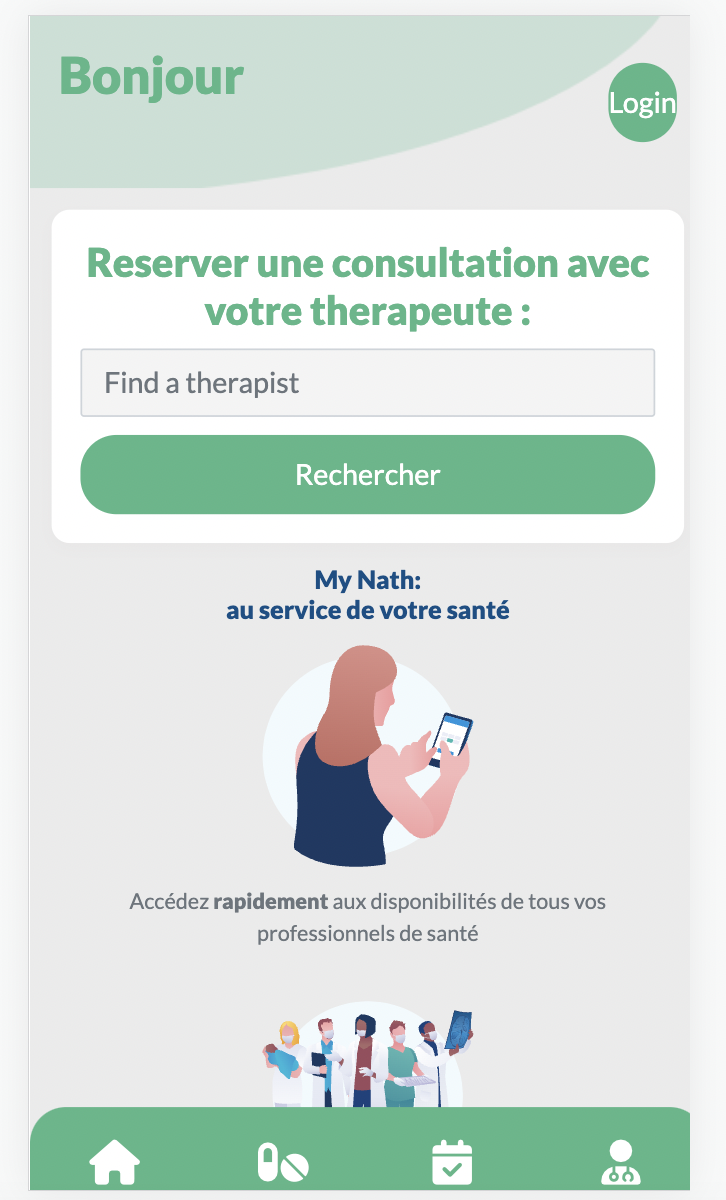 Bonjour
Login
Reserver une consultation avec
votre therapeute :
Find a therapist
Rechercher
My Nath:
au service de votre santé
Accédez rapidement aux disponibilités de tous vos
professionnels de santé